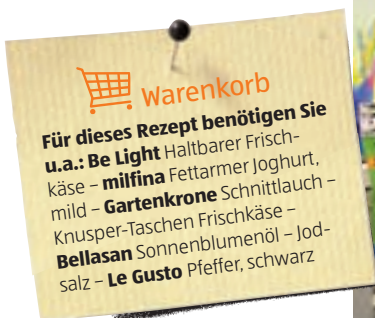 Warenkorb
Für dieses Rezept benötigen Sie
u.a.: Be Light Haltbarer Frisch-
käse – milfina Fettarmer Joghurt,
mild – Gartenkrone Schnittlauch –
Knusper-Taschen Frischkäse –
Bellasan Sonnenblumenöl – Jod-
salz – Le Gusto Pfeffer, schwarz